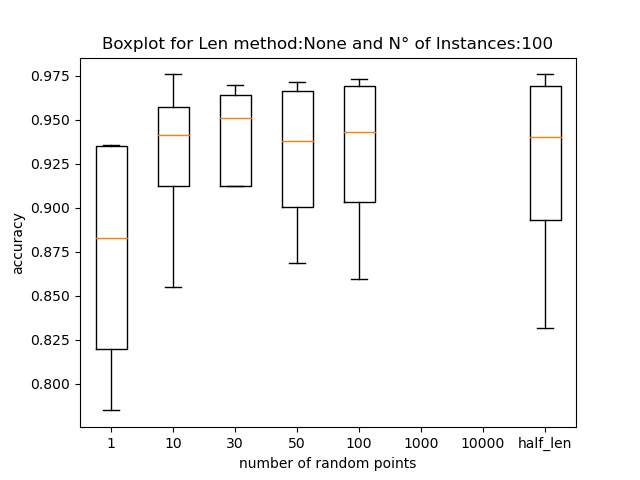 Boxplot for Len method:None and N° of Instances:100
0.975
0.950
0.925
0.900
0.875
0.850
0.825
0.800
accuracy
1 10 30 50 100 1000 10000 half_len
number of random points